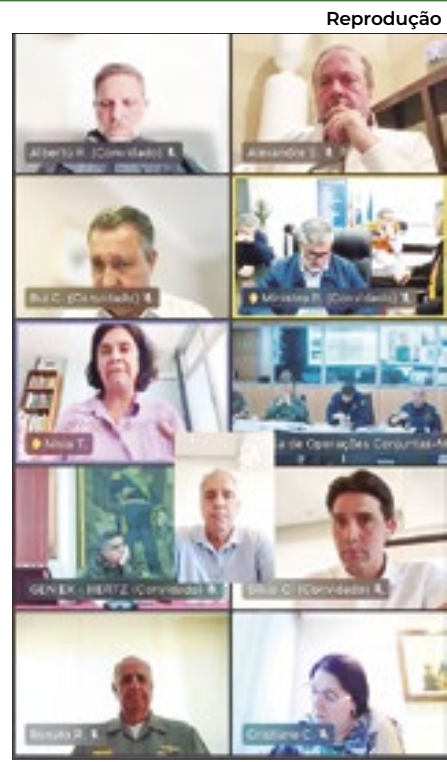 Reprodução
Alberto H. (Convidado)
Alexandre S.
Rui C. (Convidado)
Ministro P. (Convidado)
Nísia T.
a de Operações Conjuntas-M
GEN EX - HERTZ (Convidado)
Silvio C. (Convidado)
Renato R.
Cristiane C.